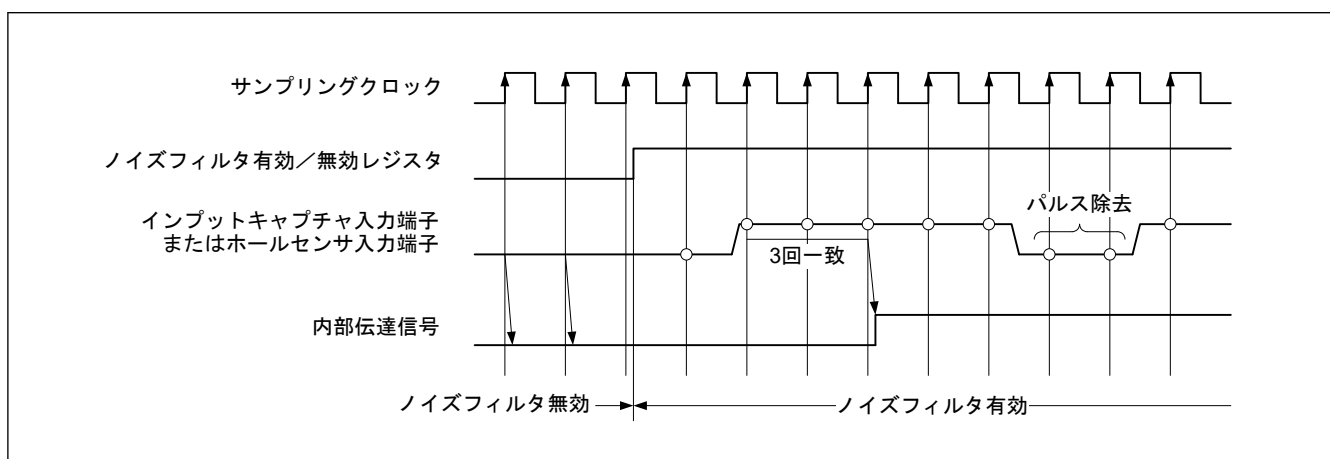 サンプリングクロック
ノイズフィルタ有効／無効レジスタ
インプットキャプチャ入力端子
またはホールセンサ入力端子
パルス除去
3回一致
内部伝達信号
ノイズフィルタ無効
ノイズフィルタ有効